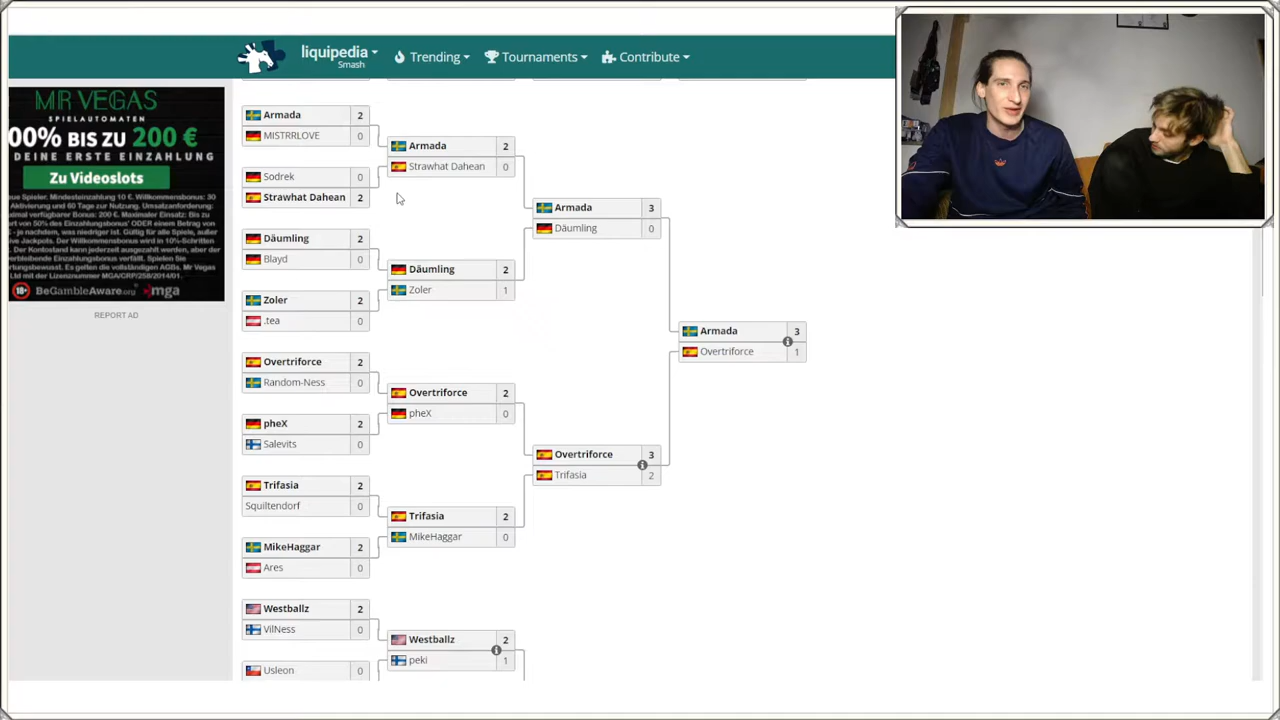 liquipedia
Smash
Trending
Tournaments
Contribute
MR VEGAS
SPIELAUTOMATEN
00% BIS ZU 200 €
DEINE ERSTE EINZAHLUNG
Zu Videoslots
18+ BeGambleAware.org mga
REPORT AD
Armada 2
MISTRRLOVE 0
Sodrek 0
Strawhat Dahean 2
Däumling 2
Blayd 0
Zoler 2
.tea 0
Overtriforce 2
Random-Ness 0
pheX 2
Salevits 0
Trifasia 2
Squiltendorf 0
MikeHaggar 2
Ares 0
Westballz 2
VilNess 0
Usleon 0
Armada 2
Strawhat Dahean 0
Däumling 2
Zoler 1
Overtriforce 2
pheX 0
Trifasia 2
MikeHaggar 0
Westballz 2
peki 1
Armada 3
Däumling 0
Overtriforce 3
Trifasia 2
Armada 3
Overtriforce 1